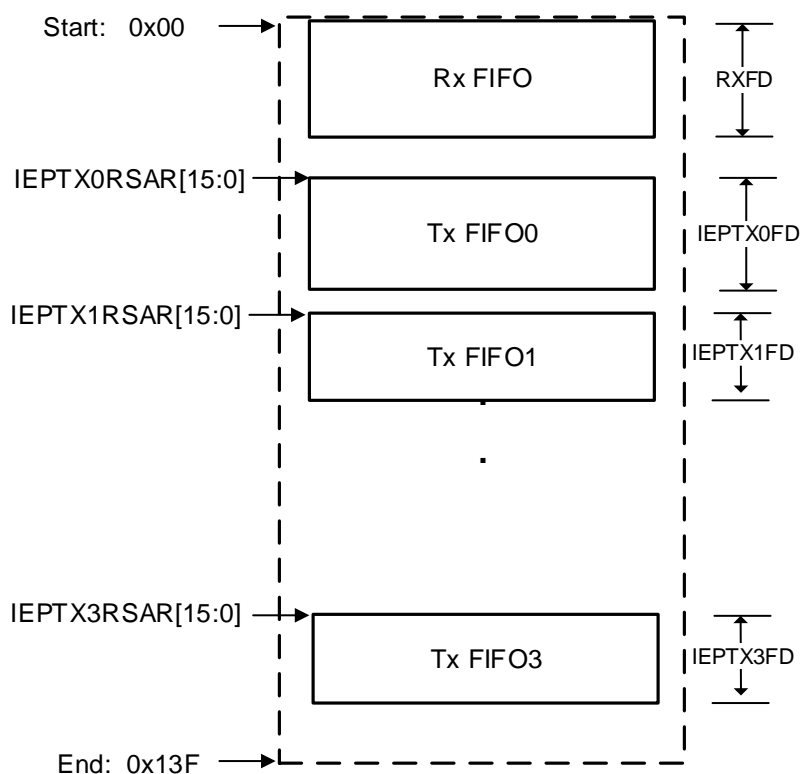 Start: 0x00
Rx FIFO
RXFD
IEPTX0RSAR[15:0]
Tx FIFO0
IEPTX0FD
IEPTX1RSAR[15:0]
Tx FIFO1
IEPTX1FD
.
.
IEPTX3RSAR[15:0]
Tx FIFO3
IEPTX3FD
End: 0x13F